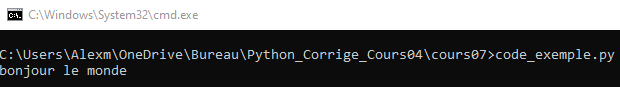 C:\Windows\System32\cmd.exe
C:\Users\Alexm\OneDrive\Bureau\Python_Corrige_Cours04\cours07>code_exemple.py
bonjour le monde